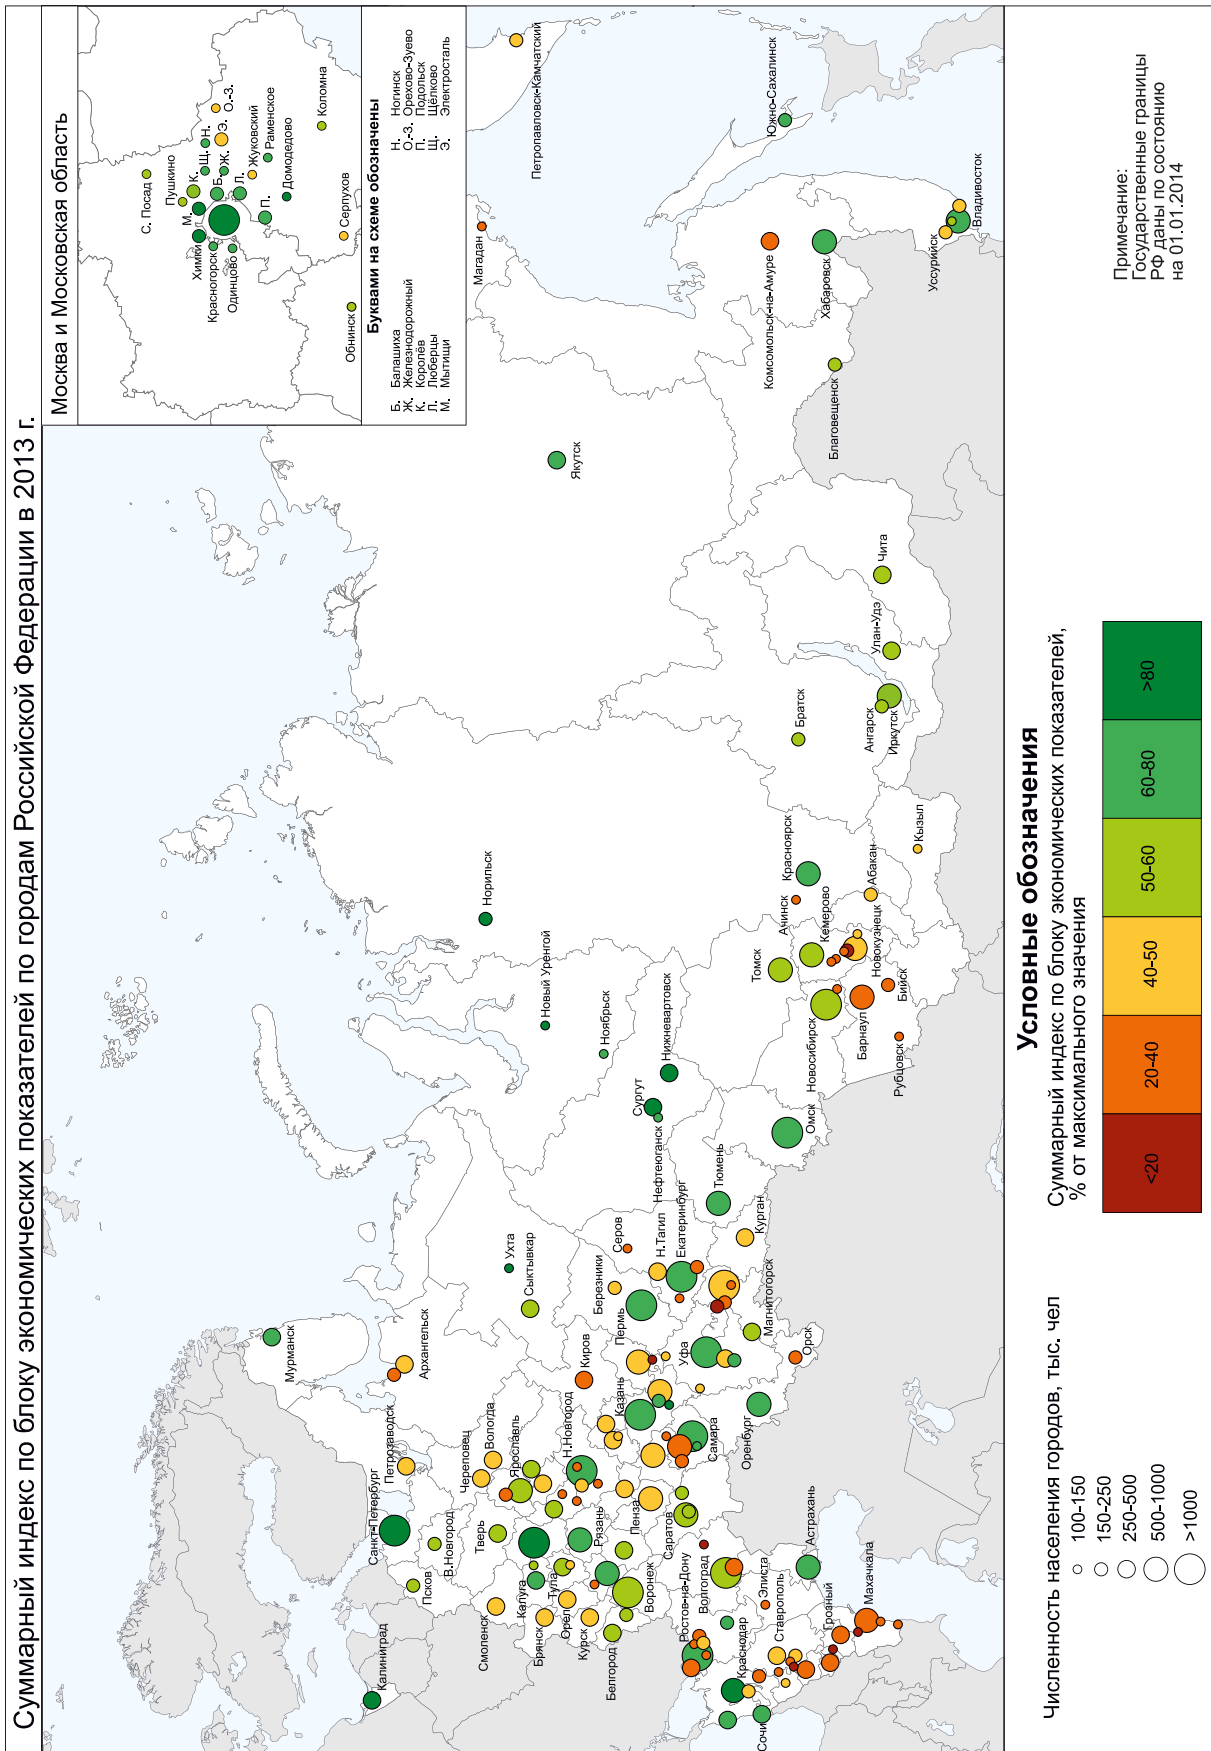 Суммарный индекс по блоку экономических показателей по городам Российской Федерации в 2013 г.
Москва и Московская область
С. Посад
Пушкино
К.
М.
Химки
Красногорск
Одинцово
Щ.
Н.
Б.
Ж.
Э.
О.-З.
Л.
Жуковский
Раменское
П.
Домодедово
Коломна
Серпухов
Обнинск
Буквами на схеме обозначены
Б. Балашиха
Ж. Железнодорожный
К. Королёв
Л. Люберцы
М. Мытищи
Н. Ногинск
О.-З. Орехово-Зуево
П. Подольск
Щ. Щёлково
Э. Электросталь
Петропавловск-Камчатский
Магадан
Южно-Сахалинск
Комсомольск-на-Амуре
Хабаровск
Уссурийск
Владивосток
Благовещенск
Якутск
Чита
Улан-Удэ
Братск
Ангарск
Иркутск
Красноярск
Ачинск
Абакан
Кызыл
Кемерово
Новокузнецк
Томск
Новосибирск
Барнаул
Бийск
Рубцовск
Норильск
Новый Уренгой
Ноябрьск
Нижневартовск
Сургут
Нефтеюганск
Омск
Тюмень
Курган
Екатеринбург
Н.Тагил
Серов
Березники
Пермь
Магнитогорск
Уфа
Орск
Оренбург
Ухта
Сыктывкар
Мурманск
Архангельск
Петрозаводск
Санкт-Петербург
Череповец
Вологда
Ярославль
Киров
Н.Новгород
Казань
Самара
Пенза
Саратов
Рязань
Псков
В.Новгород
Тверь
Калининград
Смоленск
Калуга
Тула
Брянск
Орёл
Курск
Воронеж
Белгород
Ростов-на-Дону
Волгоград
Астрахань
Элиста
Краснодар
Ставрополь
Сочи
Грозный
Махачкала
Условные обозначения
Численность населения городов, тыс. чел
100-150
150-250
250-500
500-1000
>1000
Суммарный индекс по блоку экономических показателей,
% от максимального значения
<20
20-40
40-50
50-60
60-80
>80
Примечание:
Государственные границы
РФ даны по состоянию
на 01.01.2014